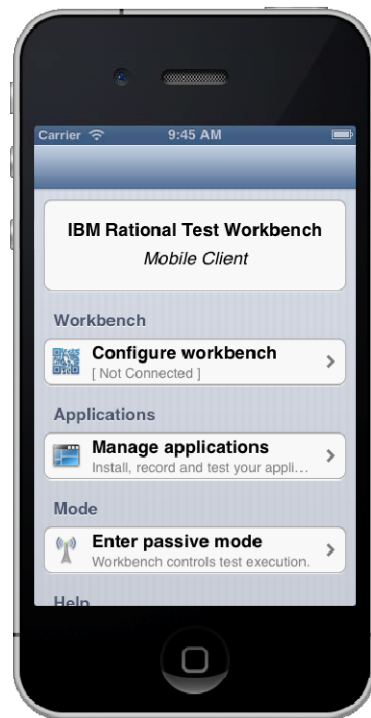 Carrier 9:45 AM
IBM Rational Test Workbench
Mobile Client
Workbench
Configure workbench
[ Not Connected ]
Applications
Manage applications
Install, record and test your appli...
Mode
Enter passive mode
Workbench controls test execution.
Help